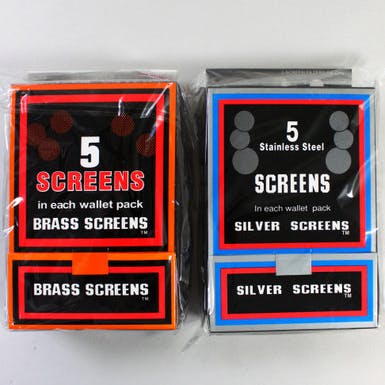 5
SCREENS
in each wallet pack
BRASS SCREENS
TM
BRASS SCREENS
TM
5
Stainless Steel
SCREENS
In each wallet pack
SILVER SCREENS
TM
SILVER SCREENS
TM